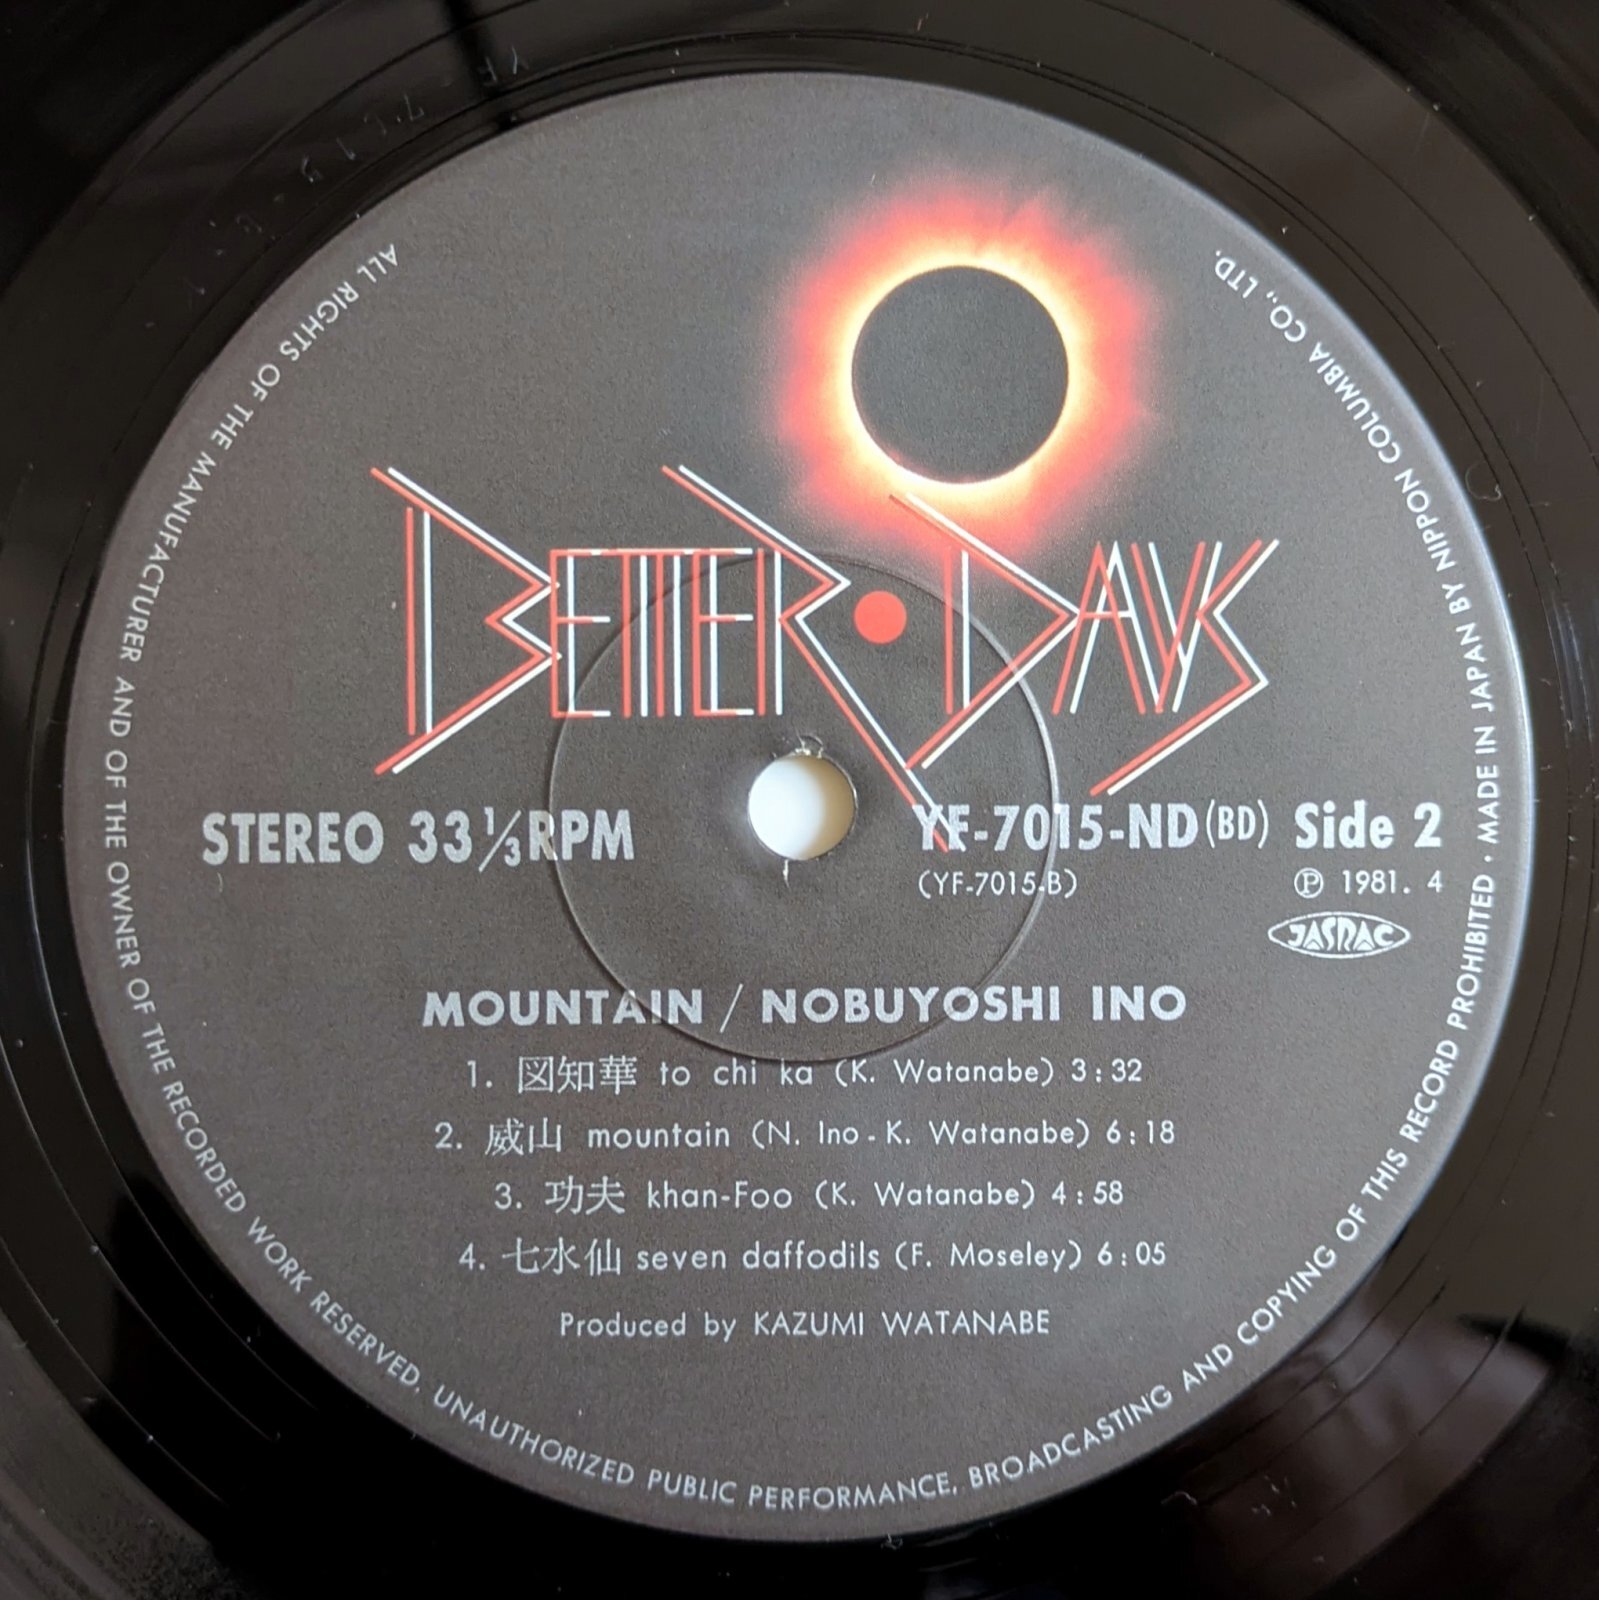 BETTER・DAYS
STEREO 33 1/3 RPM
YF-7015-ND(BD) Side 2
(YF-7015-B)
Ⓟ 1981. 4
JASRAC
MOUNTAIN / NOBUYOSHI INO
1. 図知華 to chi ka (K. Watanabe) 3:32
2. 威山 mountain (N. Ino - K. Watanabe) 6:18
3. 功夫 khan-Foo (K. Watanabe) 4:58
4. 七水仙 seven daffodils (F. Moseley) 6:05
Produced by KAZUMI WATANABE
ALL RIGHTS OF THE MANUFACTURER AND OF THE OWNER OF THE RECORDED WORK RESERVED. UNAUTHORIZED PUBLIC PERFORMANCE, BROADCASTING AND COPYING OF THIS RECORD PROHIBITED・MADE IN JAPAN BY NIPPON COLUMBIA CO., LTD.